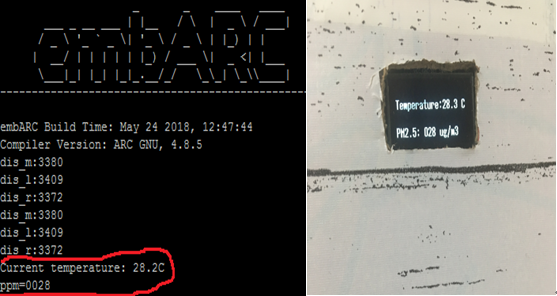 embARC
embARC Build Time: May 24 2018, 12:47:44
Compiler Version: ARC GNU, 4.8.5
dis_m:3380
dis_l:3409
dis_r:3372
dis_m:3380
dis_l:3409
dis_r:3372
Current temperature: 28.2C
ppm=0028
Temperature:28.3 C
PM2.5: 028 ug/m3